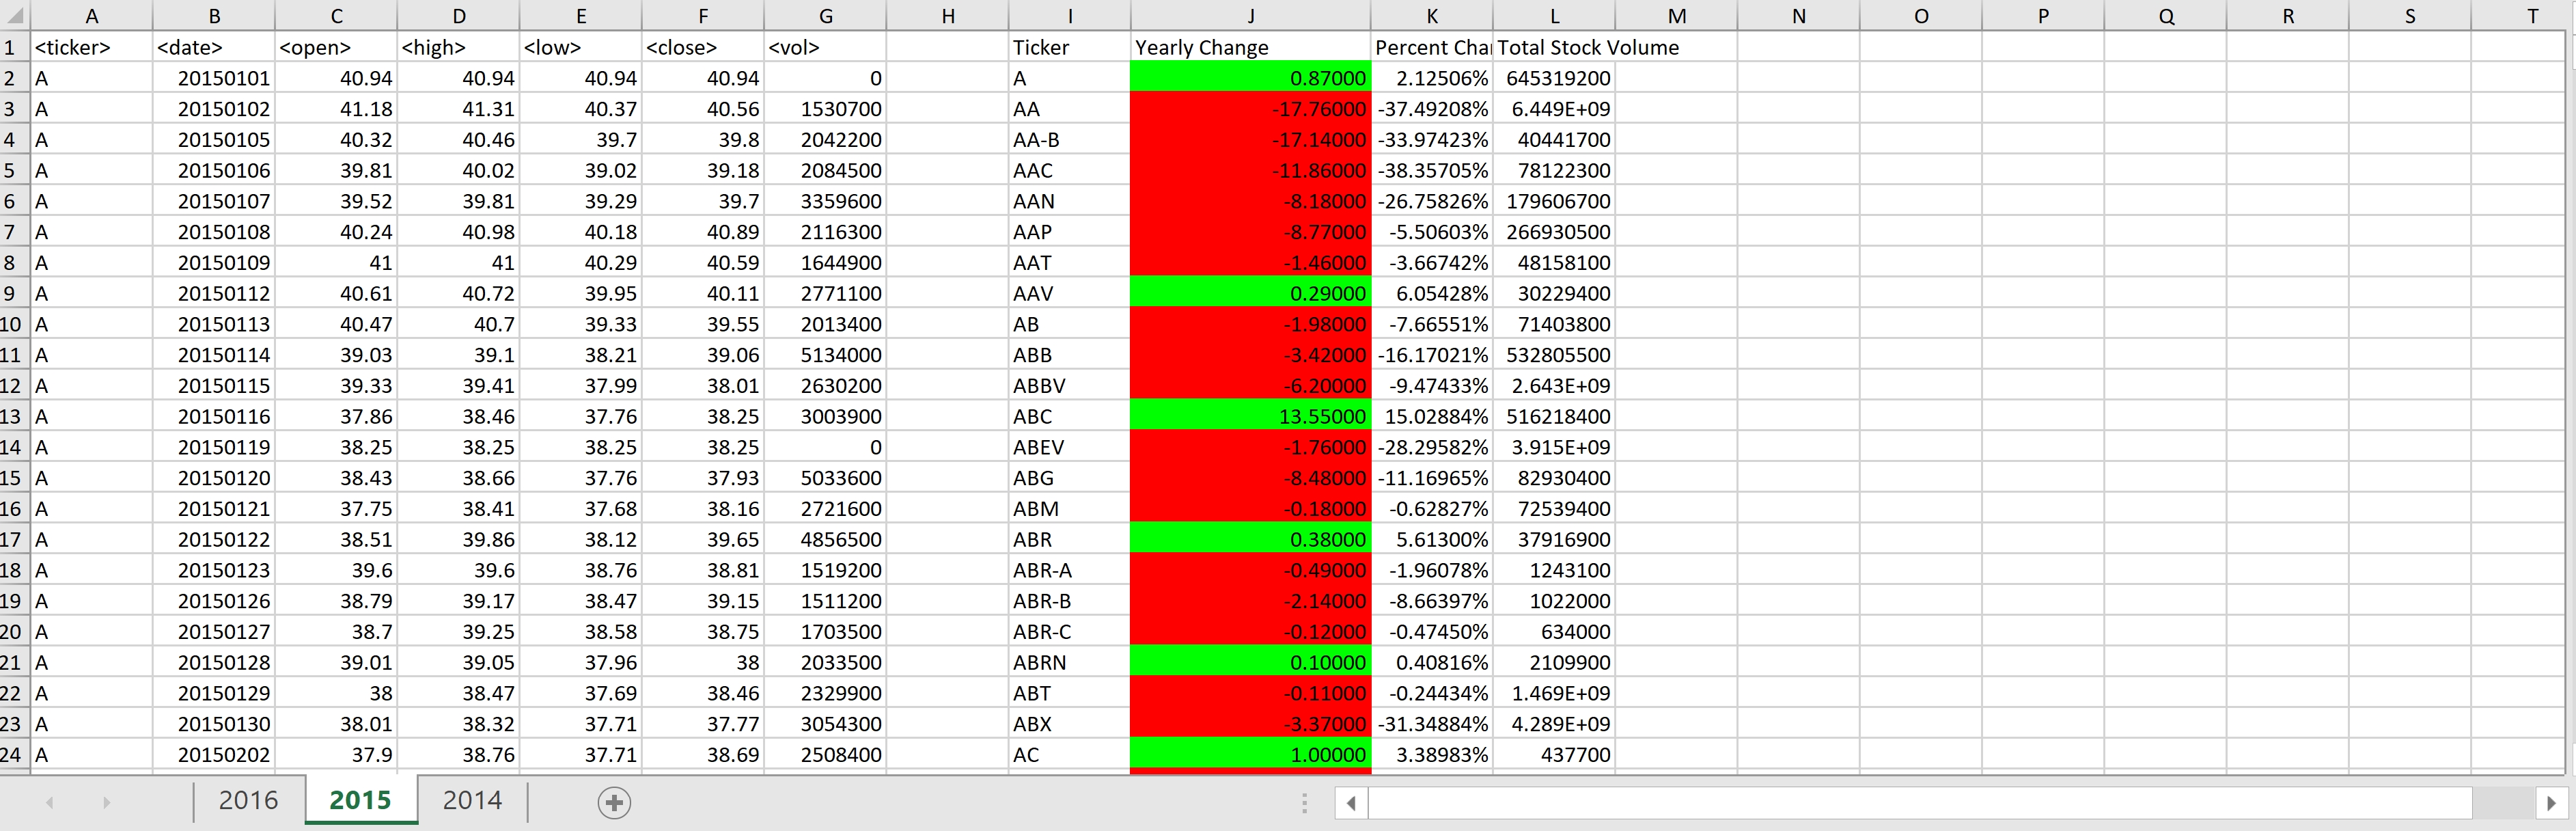 A B C D E F G H I J K L M N O P Q R S T
1 <ticker> <date> <open> <high> <low> <close> <vol> Ticker Yearly Change Percent Cha Total Stock Volume
2 A 20150101 40.94 40.94 40.94 40.94 0 A 0.87000 2.12506% 645319200
3 A 20150102 41.18 41.31 40.37 40.56 1530700 AA -17.76000 -37.49208% 6.449E+09
4 A 20150105 40.32 40.46 39.7 39.8 2042200 AA-B -17.14000 -33.97423% 40441700
5 A 20150106 39.81 40.02 39.02 39.18 2084500 AAC -11.86000 -38.35705% 78122300
6 A 20150107 39.52 39.81 39.29 39.7 3359600 AAN -8.18000 -26.75826% 179606700
7 A 20150108 40.24 40.98 40.18 40.89 2116300 AAP -8.77000 -5.50603% 266930500
8 A 20150109 41 41 40.29 40.59 1644900 AAT -1.46000 -3.66742% 48158100
9 A 20150112 40.61 40.72 39.95 40.11 2771100 AAV 0.29000 6.05428% 30229400
10 A 20150113 40.47 40.7 39.33 39.55 2013400 AB -1.98000 -7.66551% 71403800
11 A 20150114 39.03 39.1 38.21 39.06 5134000 ABB -3.42000 -16.17021% 532805500
12 A 20150115 39.33 39.41 37.99 38.01 2630200 ABBV -6.20000 -9.47433% 2.643E+09
13 A 20150116 37.86 38.46 37.76 38.25 3003900 ABC 13.55000 15.02884% 516218400
14 A 20150119 38.25 38.25 38.25 38.25 0 ABEV -1.76000 -28.29582% 3.915E+09
15 A 20150120 38.43 38.66 37.76 37.93 5033600 ABG -8.48000 -11.16965% 82930400
16 A 20150121 37.75 38.41 37.68 38.16 2721600 ABM -0.18000 -0.62827% 72539400
17 A 20150122 38.51 39.86 38.12 39.65 4856500 ABR 0.38000 5.61300% 37916900
18 A 20150123 39.6 39.6 38.76 38.81 1519200 ABR-A -0.49000 -1.96078% 1243100
19 A 20150126 38.79 39.17 38.47 39.15 1511200 ABR-B -2.14000 -8.66397% 1022000
20 A 20150127 38.7 39.25 38.58 38.75 1703500 ABR-C -0.12000 -0.47450% 634000
21 A 20150128 39.01 39.05 37.96 38 2033500 ABRN 0.10000 0.40816% 2109900
22 A 20150129 38 38.47 37.69 38.46 2329900 ABT -0.11000 -0.24434% 1.469E+09
23 A 20150130 38.01 38.32 37.71 37.77 3054300 ABX -3.37000 -31.34884% 4.289E+09
24 A 20150202 37.9 38.76 37.71 38.69 2508400 AC 1.00000 3.38983% 437700
2016 2015 2014